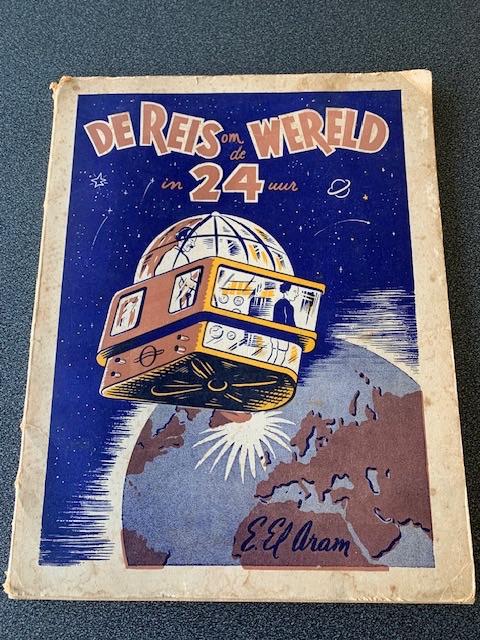 DE REIS om de WERELD
in 24 uur
E. El Aram